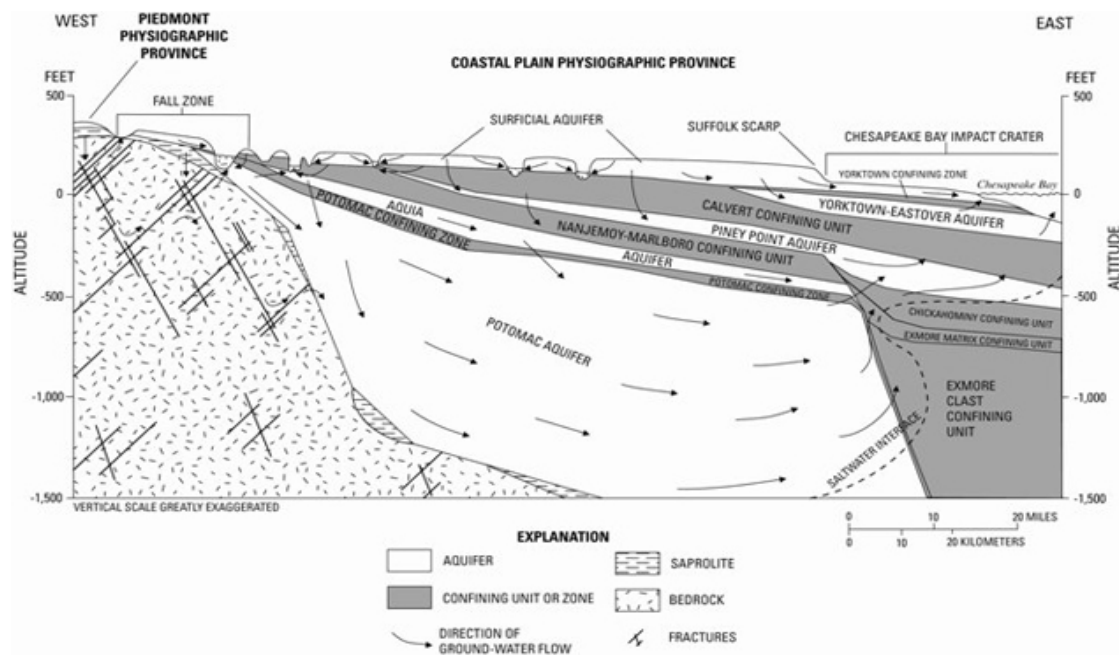 WEST
PIEDMONT
PHYSIOGRAPHIC
PROVINCE
EAST
COASTAL PLAIN PHYSIOGRAPHIC PROVINCE
FEET
500
0
-500
-1,000
-1,500
ALTITUDE
FALL ZONE
SURFICIAL AQUIFER
SUFFOLK SCARP
CHESAPEAKE BAY IMPACT CRATER
FEET
500
0
-500
-1,000
-1,500
ALTITUDE
YORKTOWN CONFINING ZONE
Chesapeake Bay
YORKTOWN-EASTOVER AQUIFER
CALVERT CONFINING UNIT
PINEY POINT AQUIFER
NANJEMOY-MARLBORO CONFINING UNIT
AQUIA
AQUIFER
POTOMAC CONFINING ZONE
POTOMAC CONFINING ZONE
POTOMAC AQUIFER
CHICKAHOMINY CONFINING UNIT
EXMORE MATRIX CONFINING UNIT
EXMORE
CLAST
CONFINING
UNIT
SALTWATER INTERFACE
VERTICAL SCALE GREATLY EXAGGERATED
0 10 20 MILES
0 10 20 KILOMETERS
EXPLANATION
AQUIFER
CONFINING UNIT OR ZONE
DIRECTION OF
GROUND-WATER FLOW
SAPROLITE
BEDROCK
FRACTURES